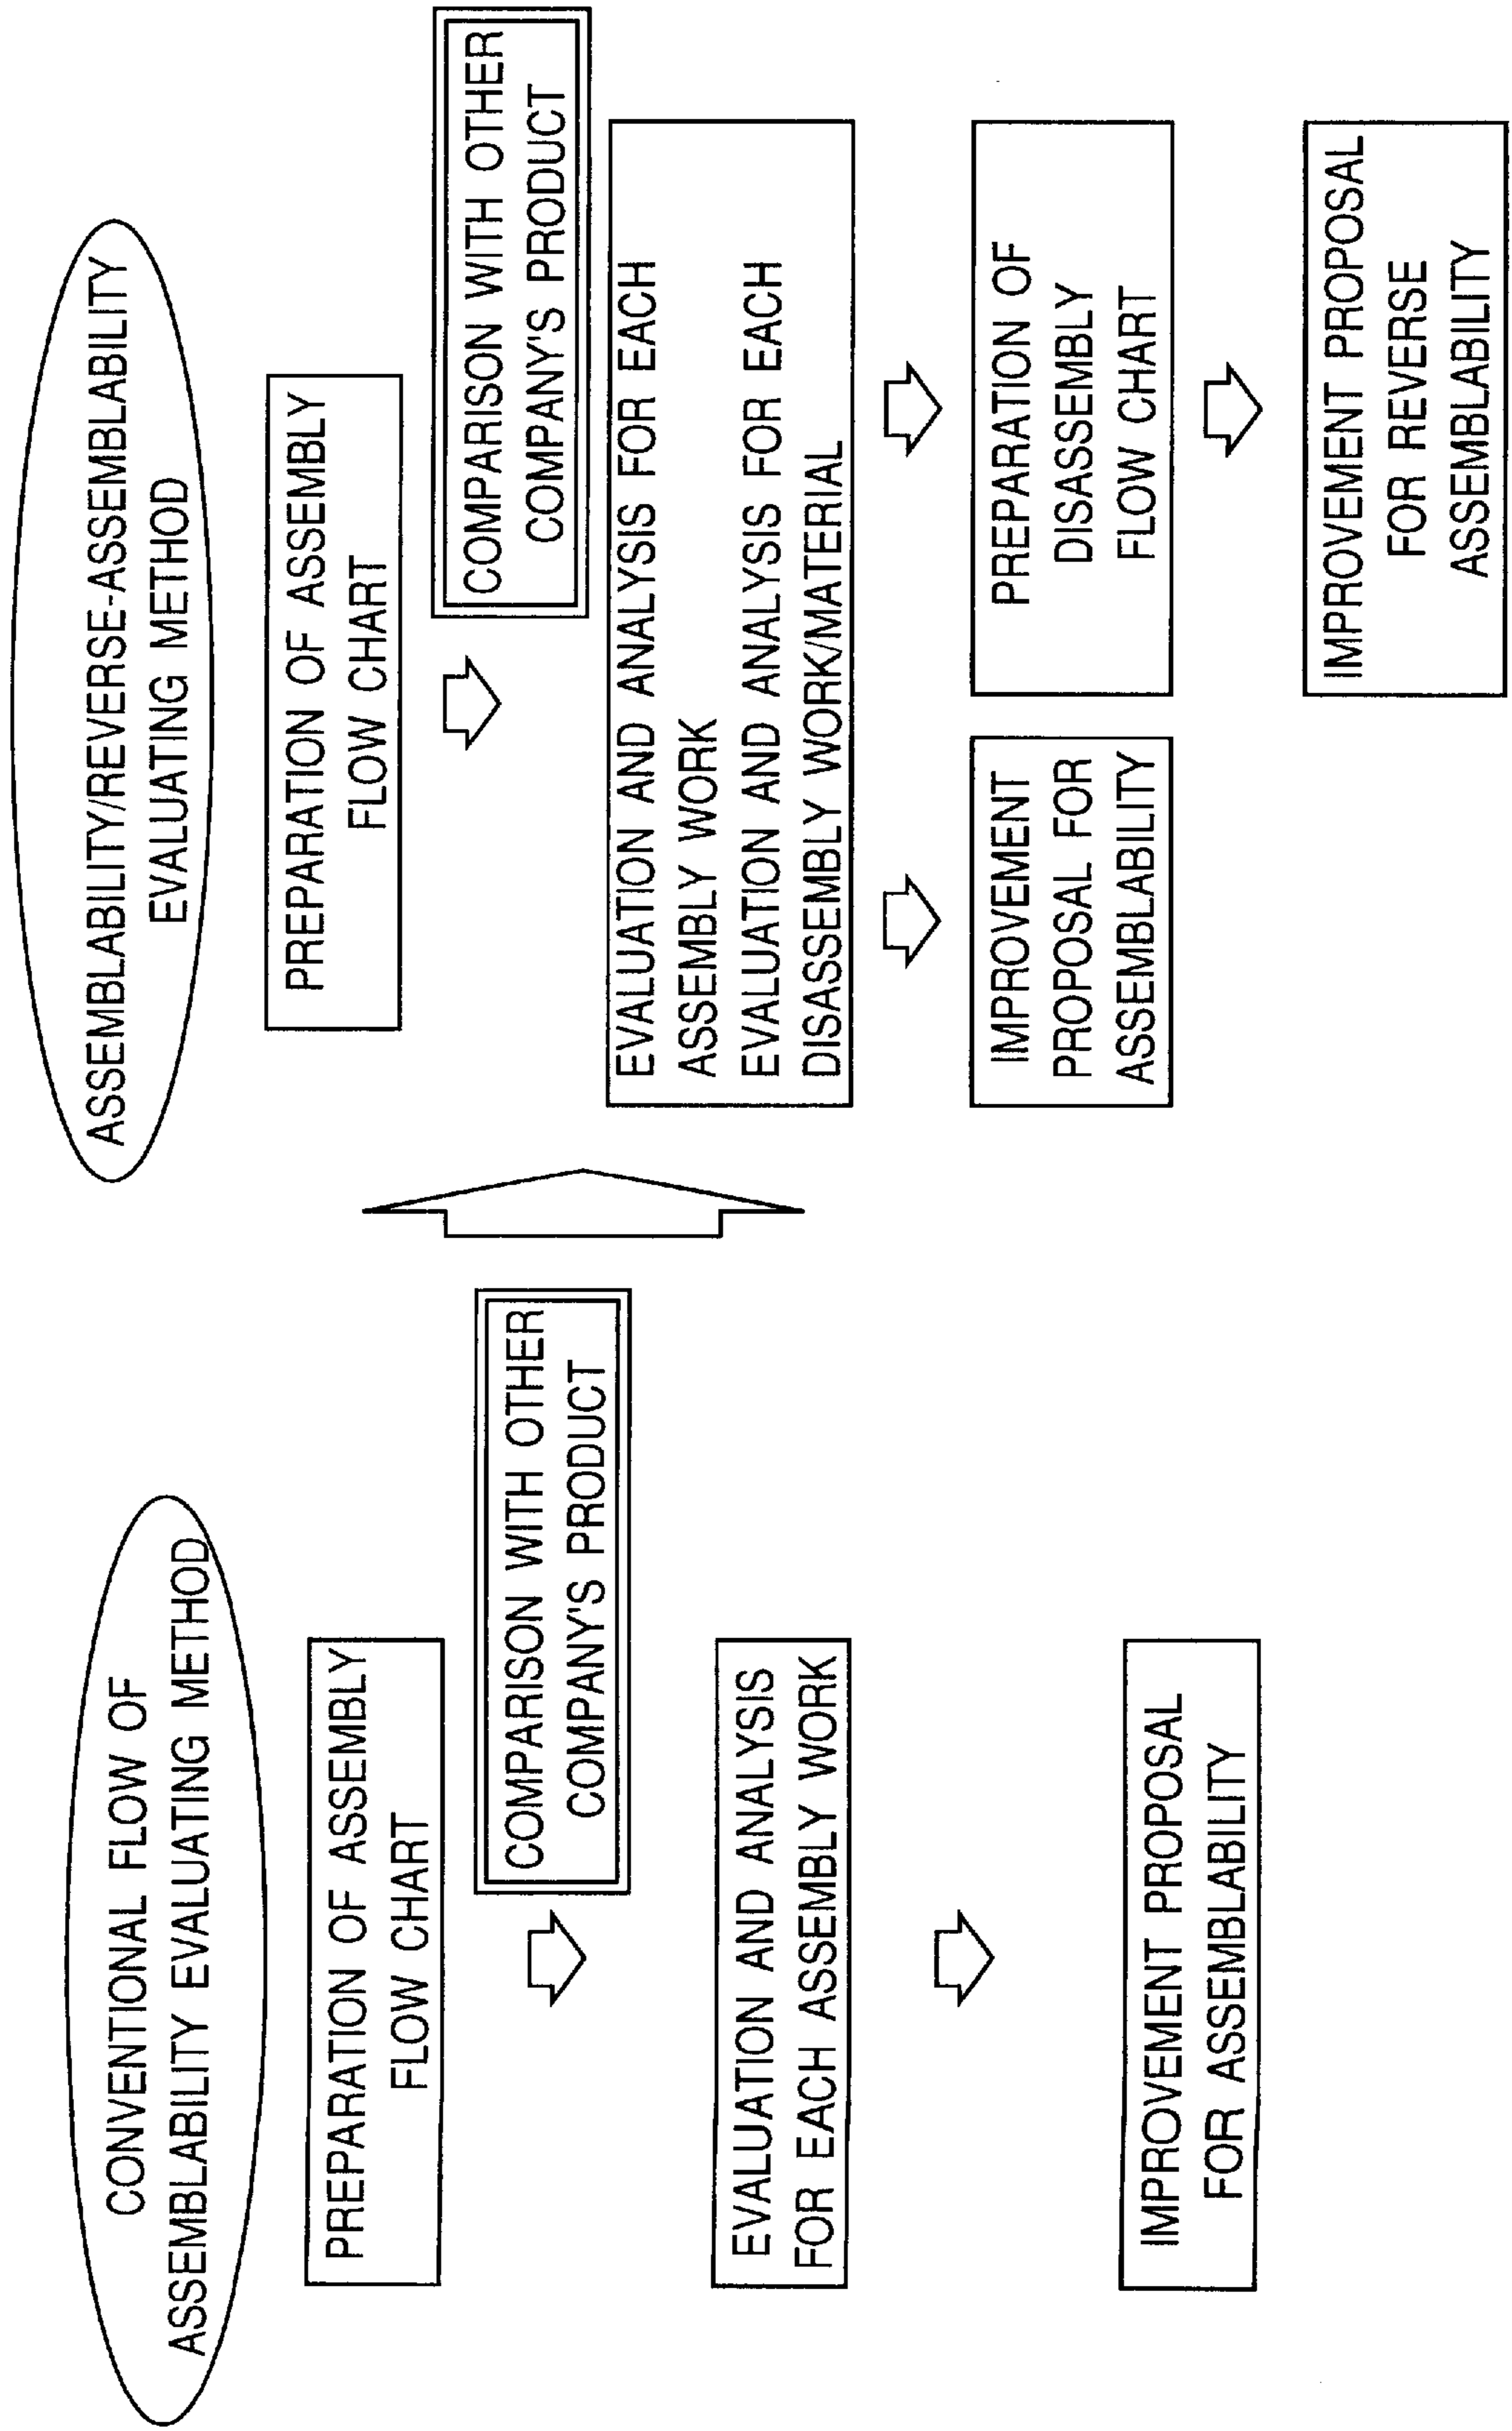 CONVENTIONAL FLOW OF
ASSEMBLABILITY EVALUATING METHOD
PREPARATION OF ASSEMBLY
FLOW CHART
COMPARISON WITH OTHER
COMPANY'S PRODUCT
EVALUATION AND ANALYSIS
FOR EACH ASSEMBLY WORK
IMPROVEMENT PROPOSAL
FOR ASSEMBLABILITY
ASSEMBLABILITY/REVERSE-ASSEMBLABILITY
EVALUATING METHOD
PREPARATION OF ASSEMBLY
FLOW CHART
COMPARISON WITH OTHER
COMPANY'S PRODUCT
EVALUATION AND ANALYSIS FOR EACH
ASSEMBLY WORK
EVALUATION AND ANALYSIS FOR EACH
DISASSEMBLY WORK/MATERIAL
IMPROVEMENT
PROPOSAL FOR
ASSEMBLABILITY
PREPARATION OF
DISASSEMBLY
FLOW CHART
IMPROVEMENT PROPOSAL
FOR REVERSE
ASSEMBLABILITY